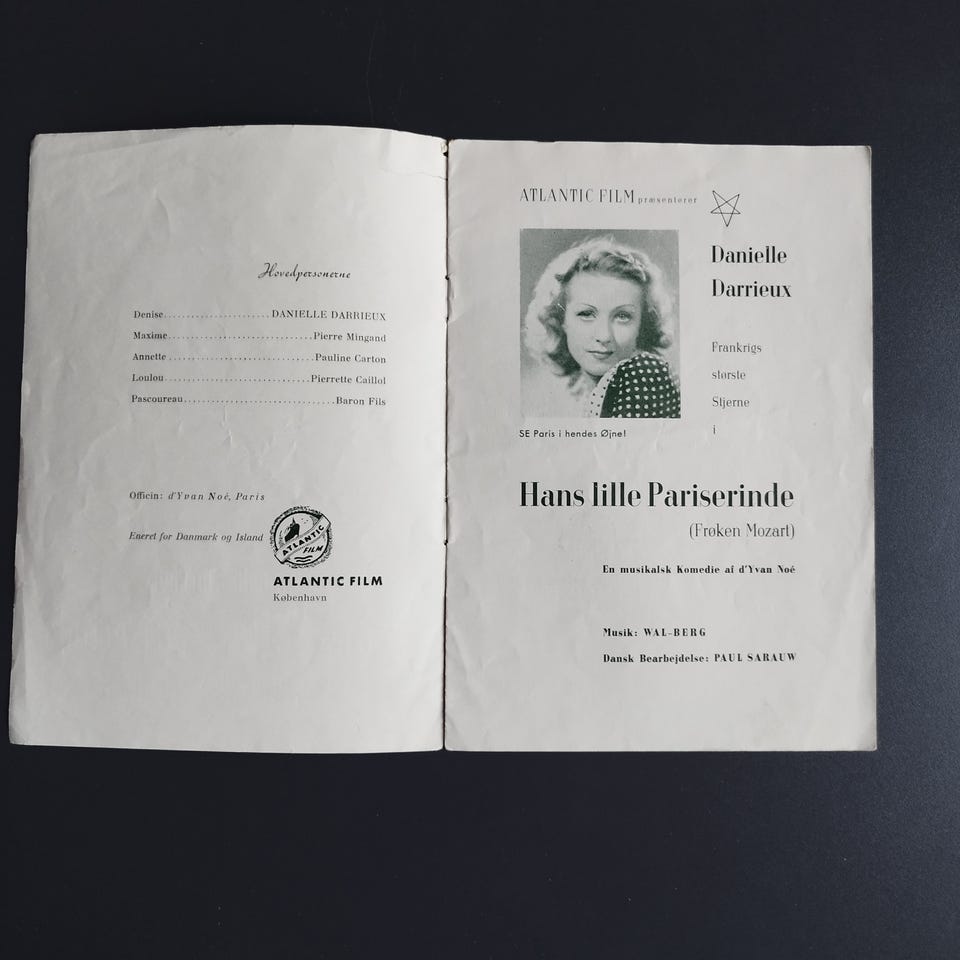 Hovedpersonerne
Denise.......................DANIELLE DARRIEUX
Maxime...............................Pierre Mingand
Annette ...............................Pauline Carton
Loulou................................Pierrette Caillol
Pascoureau.................................Baron Fils
Officin: d'Yvan Noé, Paris
Eneret for Danmark og Island
ATLANTIC
FILM
ATLANTIC FILM
København
ATLANTIC FILM præsenterer
Danielle
Darrieux
Frankrigs
største
Stjerne
i
SE Paris i hendes Øjne!
Hans lille Pariserinde
(Frøken Mozart)
En musikalsk Komedie af d'Yvan Noé
Musik: WAL-BERG
Dansk Bearbejdelse: PAUL SARAUW